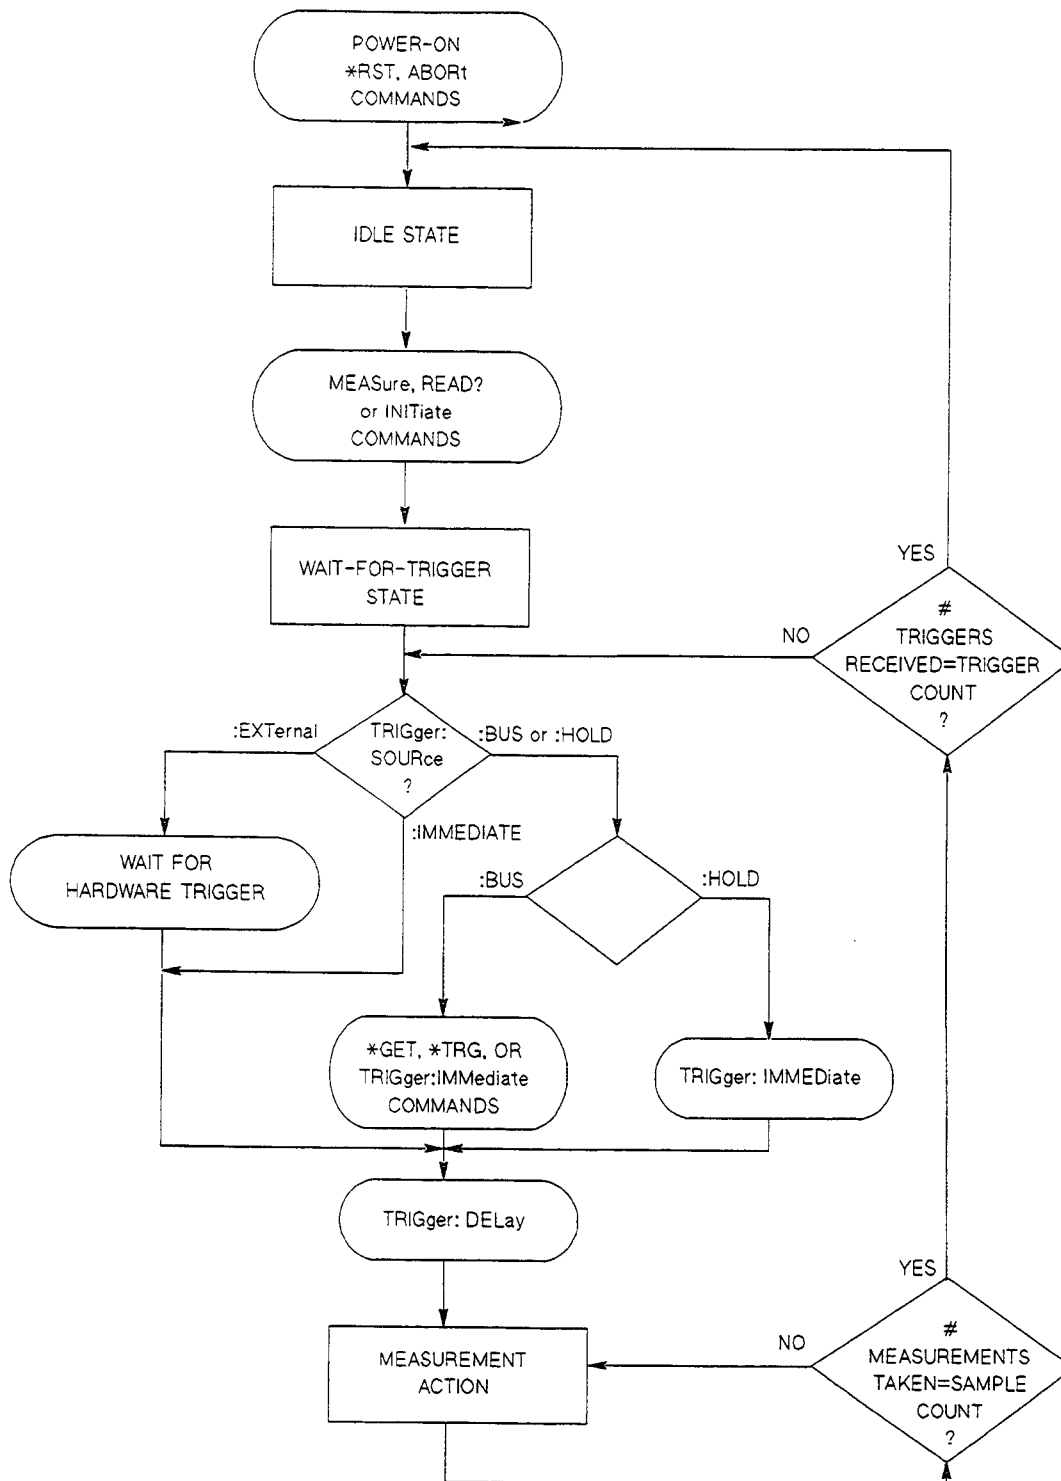 POWER-ON
*RST, ABORt
COMMANDS
IDLE STATE
MEASure, READ?
or INITiate
COMMANDS
WAIT-FOR-TRIGGER
STATE
YES
#
TRIGGERS
RECEIVED=TRIGGER
COUNT
?
NO
:EXTernal
TRIGger:
SOURce
?
:BUS or :HOLD
:IMMEDIATE
WAIT FOR
HARDWARE TRIGGER
:BUS
:HOLD
*GET, *TRG, OR
TRIGger:IMMediate
COMMANDS
TRIGger: IMMEDiate
TRIGger: DELay
YES
#
MEASUREMENTS
TAKEN=SAMPLE
COUNT
?
NO
MEASUREMENT
ACTION